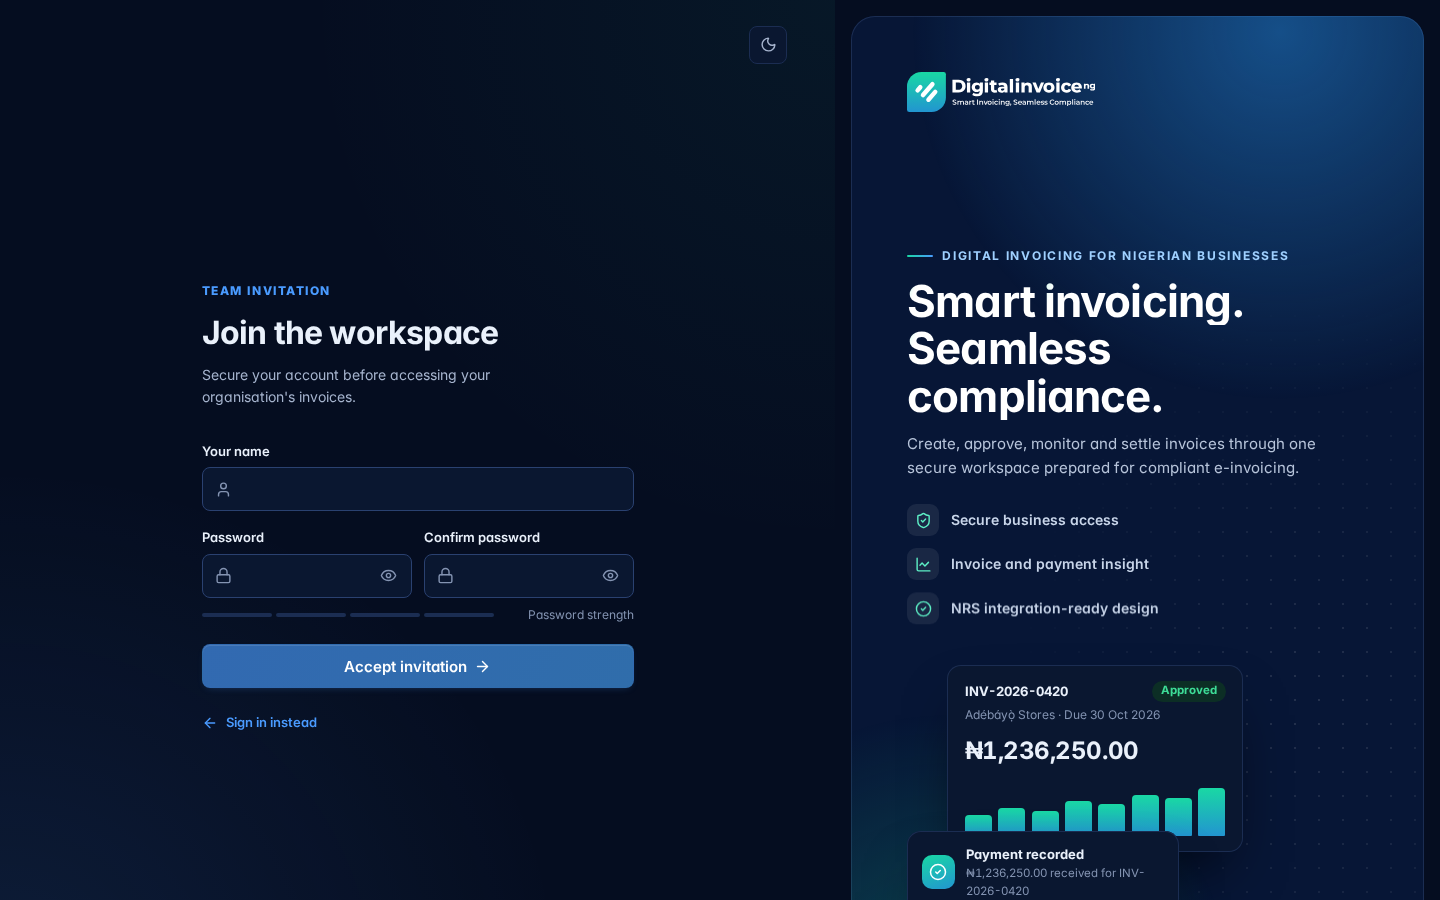 TEAM INVITATION
Join the workspace
Secure your account before accessing your
organisation's invoices.
Your name
Password
Confirm password
Password strength
Accept invitation
Sign in instead
Digitalinvoice ng
Smart Invoicing, Seamless Compliance
DIGITAL INVOICING FOR NIGERIAN BUSINESSES
Smart invoicing.
Seamless
compliance.
Create, approve, monitor and settle invoices through one
secure workspace prepared for compliant e-invoicing.
Secure business access
Invoice and payment insight
NRS integration-ready design
INV-2026-0420
Approved
Adébáyọ̀ Stores · Due 30 Oct 2026
₦1,236,250.00
Payment recorded
₦1,236,250.00 received for INV-
2026-0420